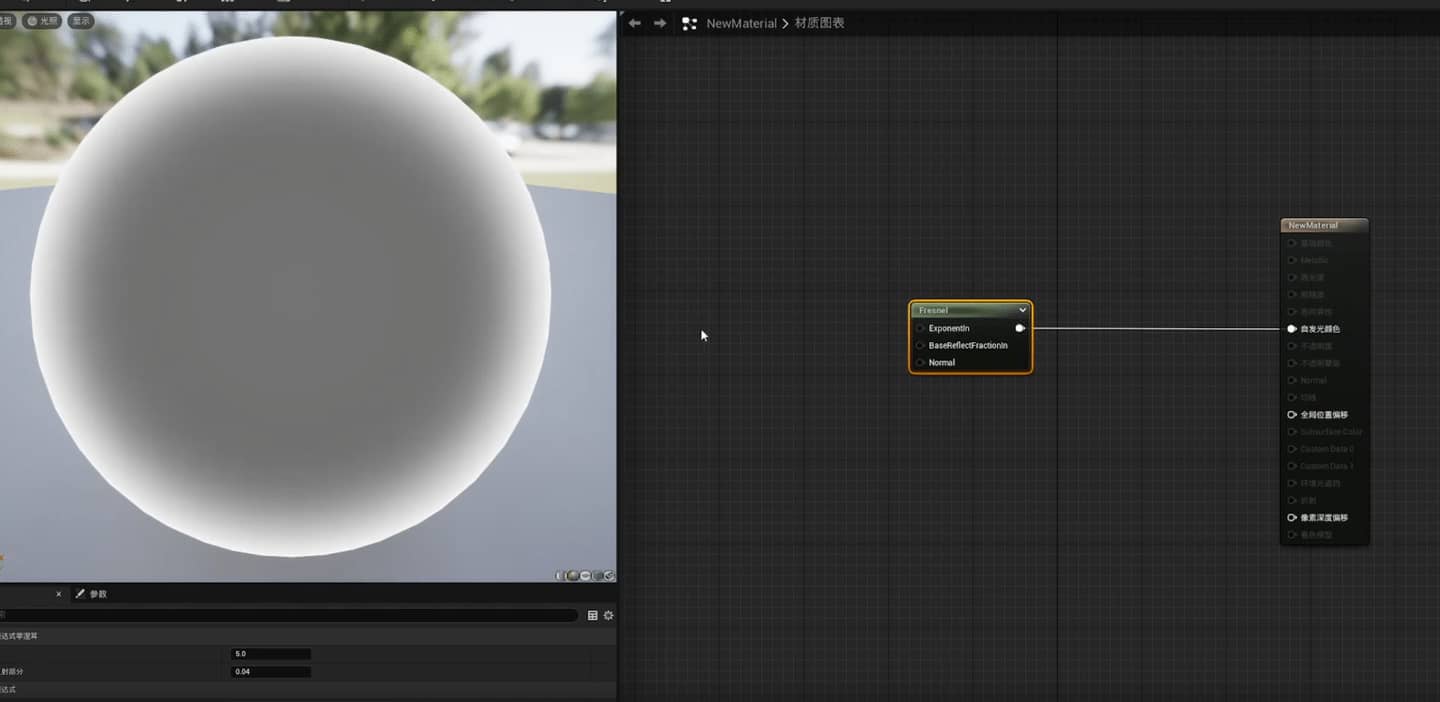 透视
光照
显示
NewMaterial > 材质图表
Fresnel
ExponentIn
BaseReflectFractionIn
Normal
NewMaterial
基础颜色
Metallic
高光度
粗糙度
各向异性
自发光颜色
不透明度
不透明蒙版
Normal
切线
全局位置偏移
Subsurface Color
Custom Data 0
Custom Data 1
环境光遮挡
折射
像素深度偏移
着色模型
参数
达式菲涅耳
5.0
射部分
0.04
达式